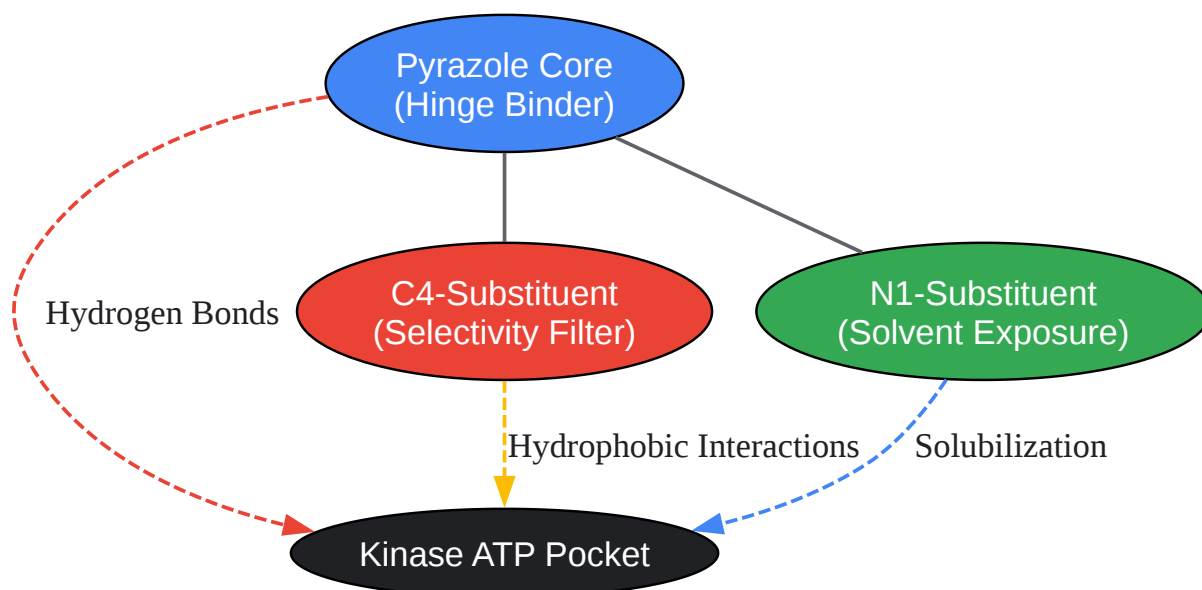 Pyrazole Core
(Hinge Binder)
C4-Substituent
(Selectivity Filter)
N1-Substituent
(Solvent Exposure)
Hydrogen Bonds
Hydrophobic Interactions
Solubilization
Kinase ATP Pocket